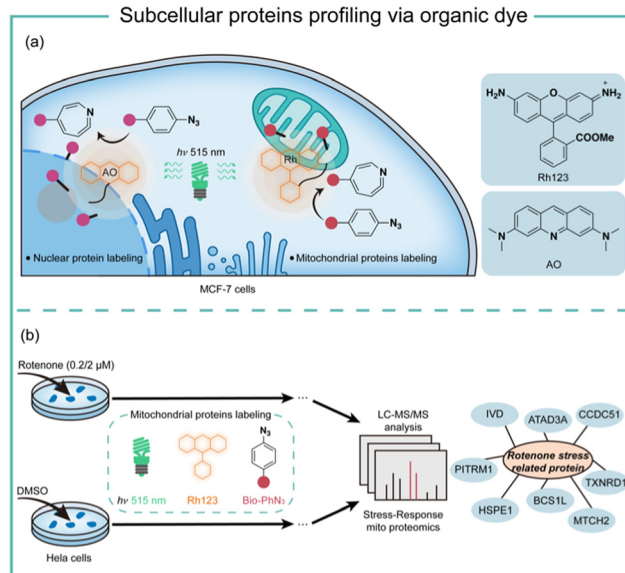 Subcellular proteins profiling via organic dye
(a)
N
N₃
hν 515 nm
AO
Rh
N
N₃
• Nuclear protein labeling
• Mitochondrial proteins labeling
MCF-7 cells
H₂N
O
+
NH₂
COOMe
Rh123
N
N
N
AO
(b)
Rotenone (0.2/2 μM)
...
Mitochondrial proteins labeling
N₃
hν 515 nm
Rh123
Bio-PhN₃
DMSO
...
Hela cells
LC-MS/MS
analysis
Stress-Response
mito proteomics
IVD
ATAD3A
CCDC51
Rotenone stress
related protein
PITRM1
TXNRD1
HSPE1
BCS1L
MTCH2